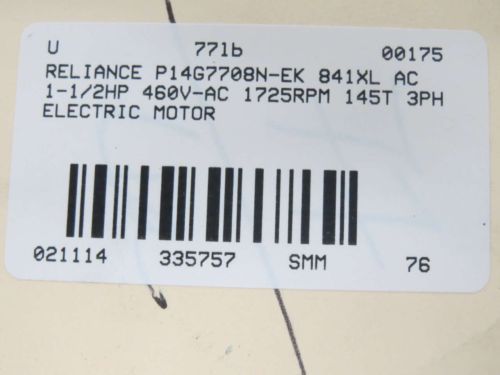 U 77lb 00175
RELIANCE P14G7708N-EK 841XL AC
1-1/2HP 460V-AC 1725RPM 145T 3PH
ELECTRIC MOTOR
021114 335757 SMM 76